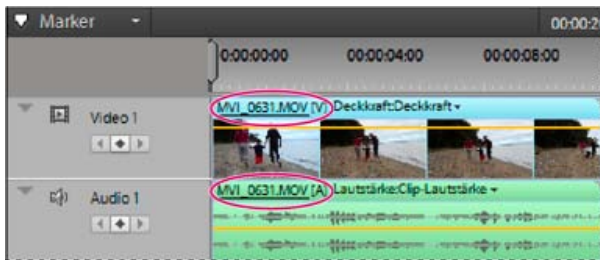 Marker
00:00:2
0:00:00:00 00:00:04:00 00:00:08:00
Video 1
MVI_0631.MOV [V] Deckkraft:Deckkraft
Audio 1
MVI_0631.MOV [A] Lautstärke:Clip-Lautstärke